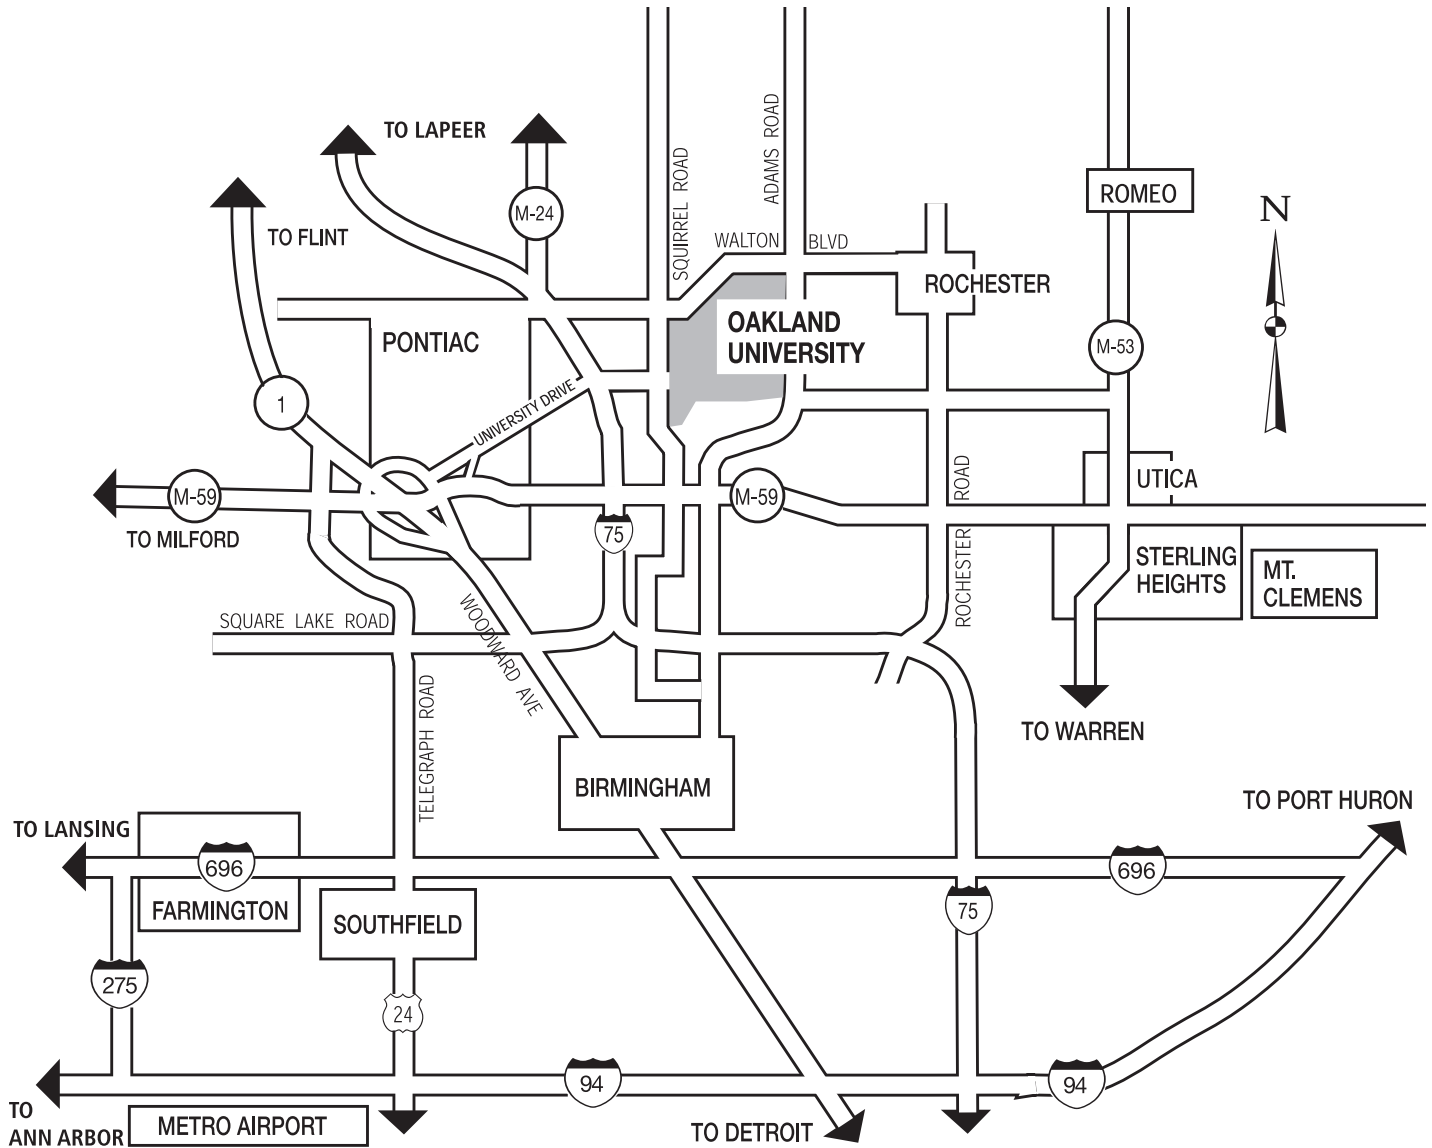 TO LAPEER
M-24
SQUIRREL ROAD
ADAMS ROAD
ROMEO
N
TO FLINT
WALTON BLVD
ROCHESTER
PONTIAC
OAKLAND
UNIVERSITY
M-53
1
UNIVERSITY DRIVE
M-59
TO MILFORD
75
M-59
ROCHESTER ROAD
ROCHESTER ROAD
UTICA
STERLING
HEIGHTS
MT.
CLEMENS
SQUARE LAKE ROAD
WOODWARD AVE
TELEGRAPH ROAD
TO WARREN
BIRMINGHAM
TO PORT HURON
TO LANSING
696
696
FARMINGTON
SOUTHFIELD
75
275
24
94
94
TO
ANN ARBOR
METRO AIRPORT
TO DETROIT